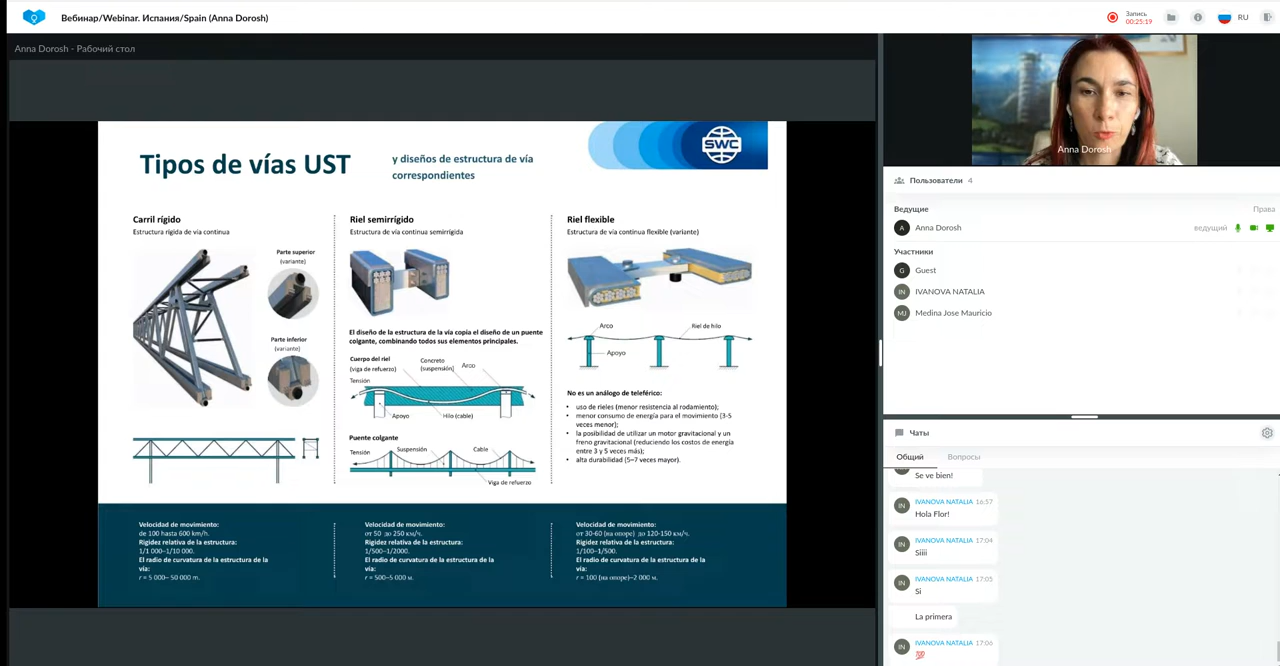 Вебинар/Webinar. Испания/Spain (Anna Dorosh)
Запись
00:25:19
RU
Anna Dorosh - Рабочий стол
Tipos de vías UST
y diseños de estructura de vía
correspondientes
SWC
Carril rígido
Estructura rígida de vía continua
Parte superior
(variante)
Parte inferior
(variante)
Riel semirrígido
Estructura de vía continua semirrígida
El diseño de la estructura de la vía copia el diseño de un puente
colgante, combinando todos sus elementos principales.
Cuerpo del riel
(viga de refuerzo)
Concreto
(suspensión)
Arco
Tensión
Apoyo
Hilo (cable)
Puente colgante
Tensión
Suspensión
Cable
Viga de refuerzo
Riel flexible
Estructura de vía continua flexible (variante)
Arco
Riel de hilo
Apoyo
No es un análogo de teleférico:
• uso de rieles (menor resistencia al rodamiento);
• menor consumo de energía para el movimiento (3-5
veces menor);
• la posibilidad de utilizar un motor gravitacional y un
freno gravitacional (reduciendo los costos de energía
entre 3 y 5 veces más);
• alta durabilidad (5–7 veces mayor).
Velocidad de movimiento:
de 100 hasta 600 km/h.
Rigidez relativa de la estructura:
1/1 000–1/10 000.
El radio de curvatura de la estructura de la
vía:
r = 5 000– 50 000 m.
Velocidad de movimiento:
от 50 до 250 км/ч.
Rigidez relativa de la estructura:
1/500–1/2000.
El radio de curvatura de la estructura de la
vía:
r = 500–5 000 м.
Velocidad de movimiento:
от 30-60 (на опоре) до 120-150 км/ч.
Rigidez relativa de la estructura:
1/100–1/500.
El radio de curvatura de la estructura de la
vía:
r = 100 (на опоре)–2 000 м.
Anna Dorosh
Пользователи 4
Ведущие
Права
A
Anna Dorosh
ведущий
Участники
G
Guest
IN
IVANOVA NATALIA
MJ
Medina Jose Mauricio
Чаты
Общий
Вопросы
Se ve bien!
IN
IVANOVA NATALIA 16:57
Hola Flor!
IN
IVANOVA NATALIA 17:04
Siiii
IN
IVANOVA NATALIA 17:05
Si
La primera
IN
IVANOVA NATALIA 17:06
💯